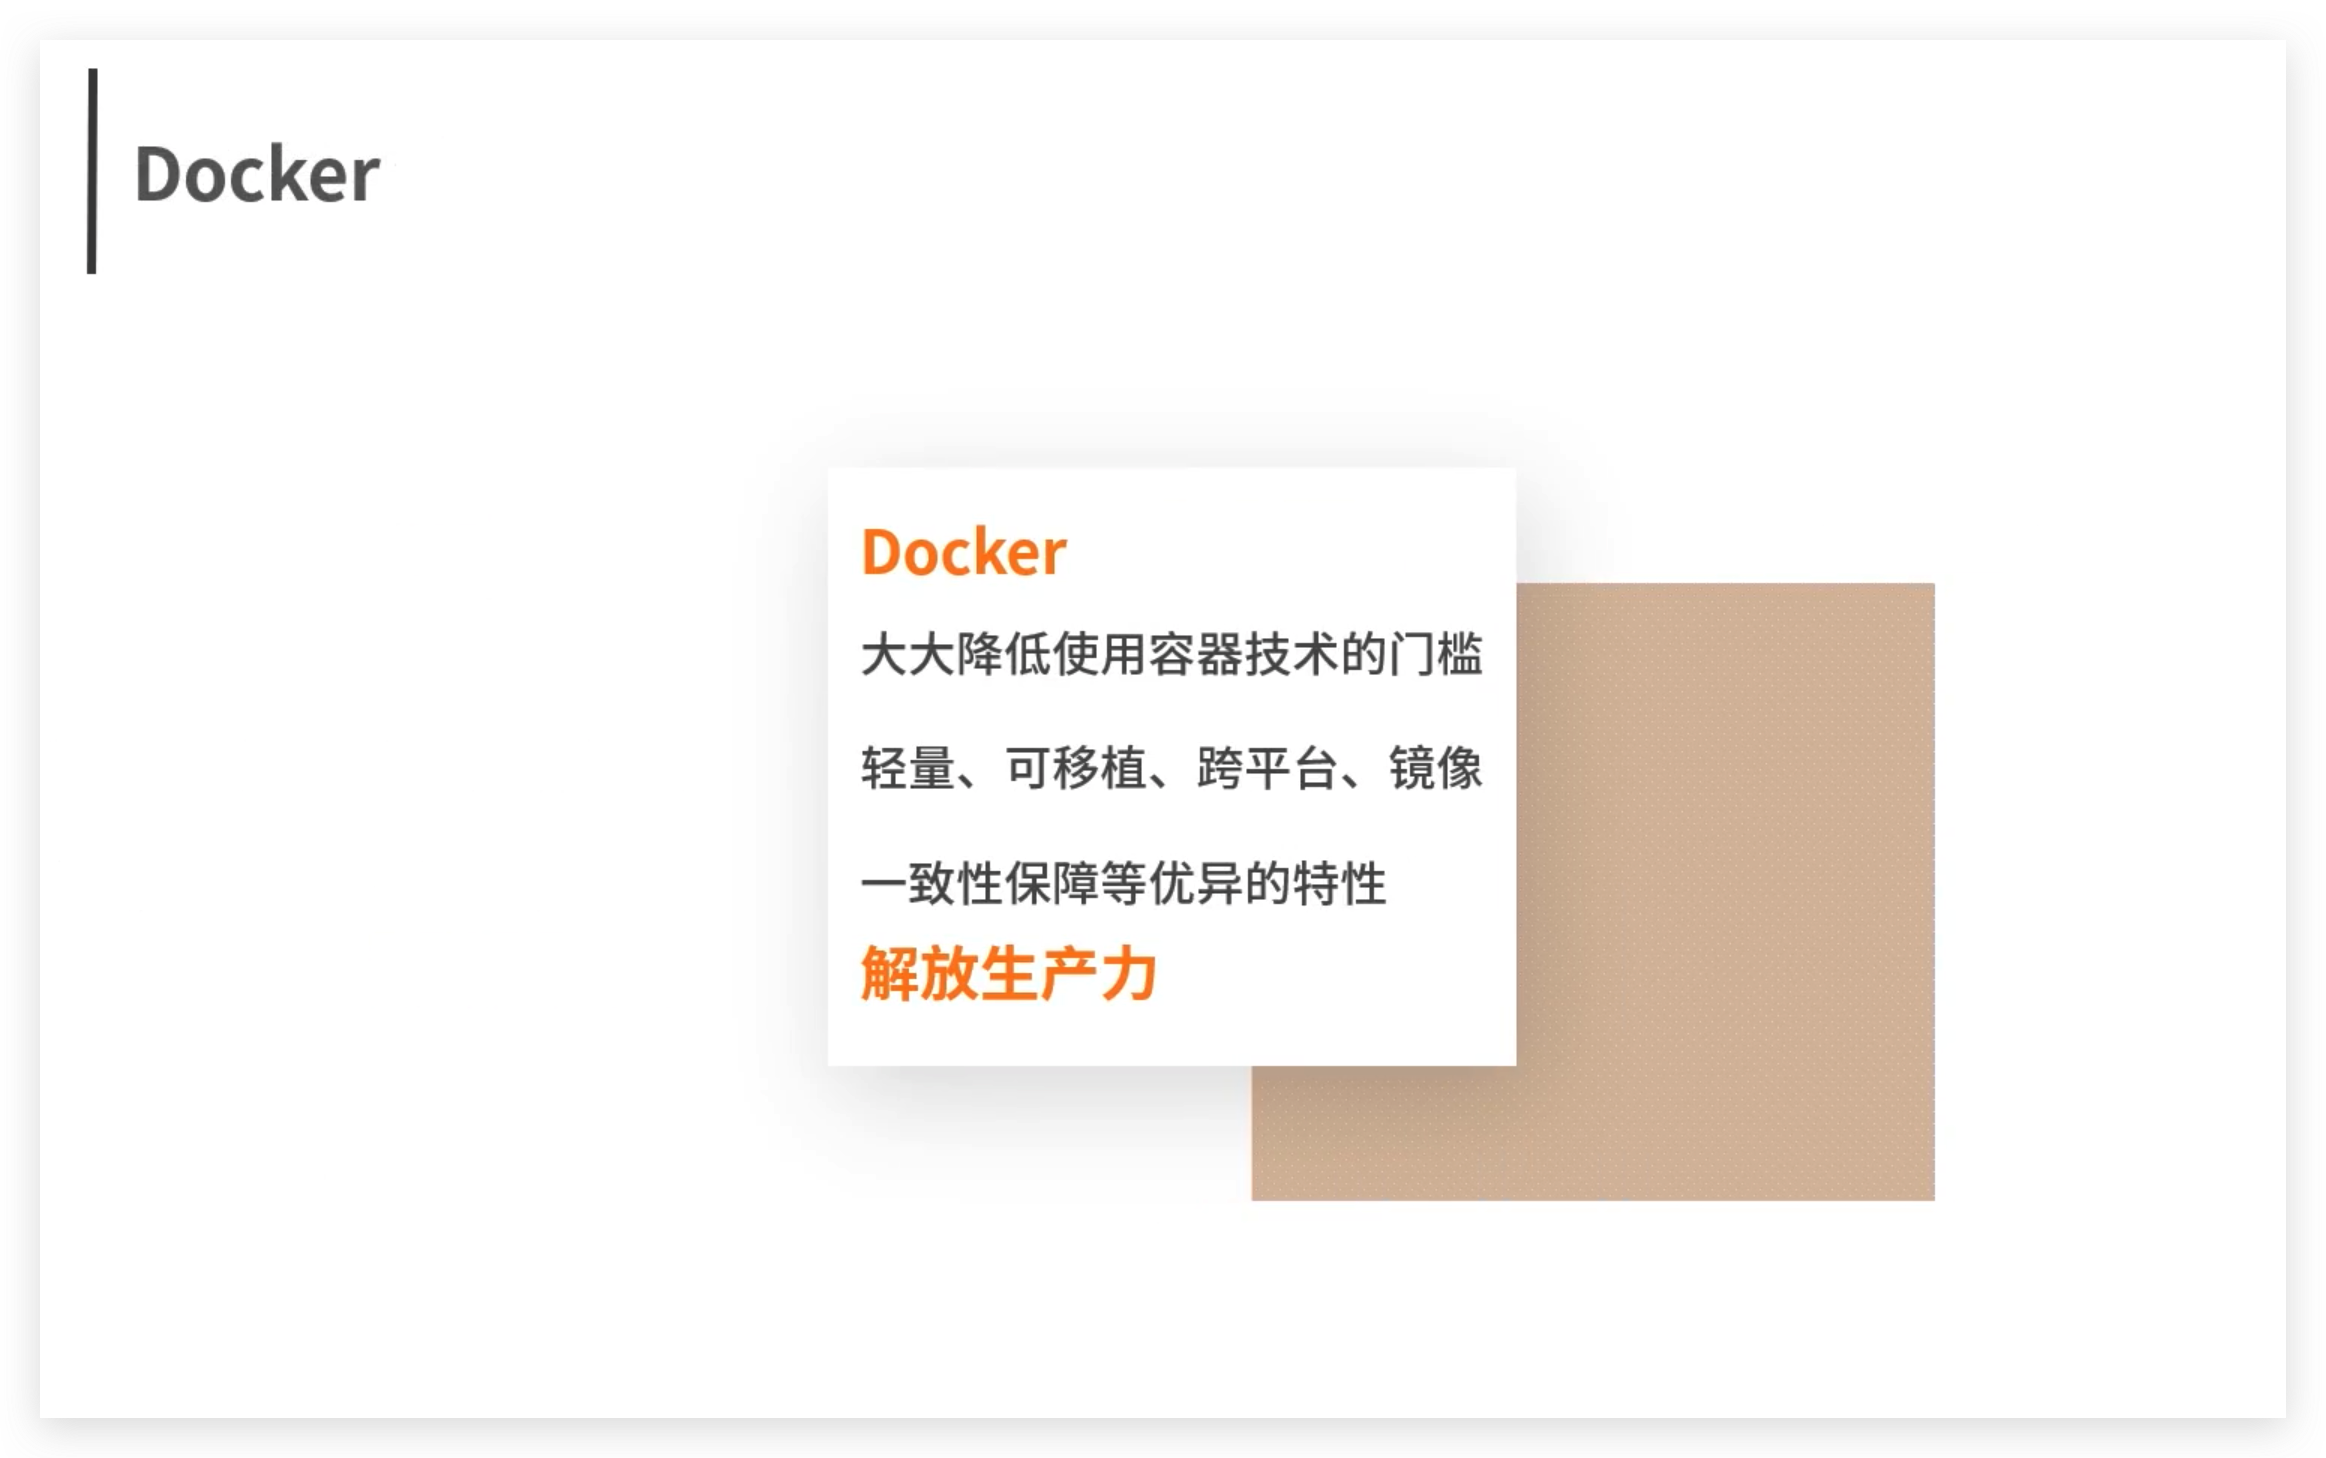 Docker
Docker
大大降低使用容器技术的门槛
轻量、可移植、跨平台、镜像
一致性保障等优异的特性
解放生产力